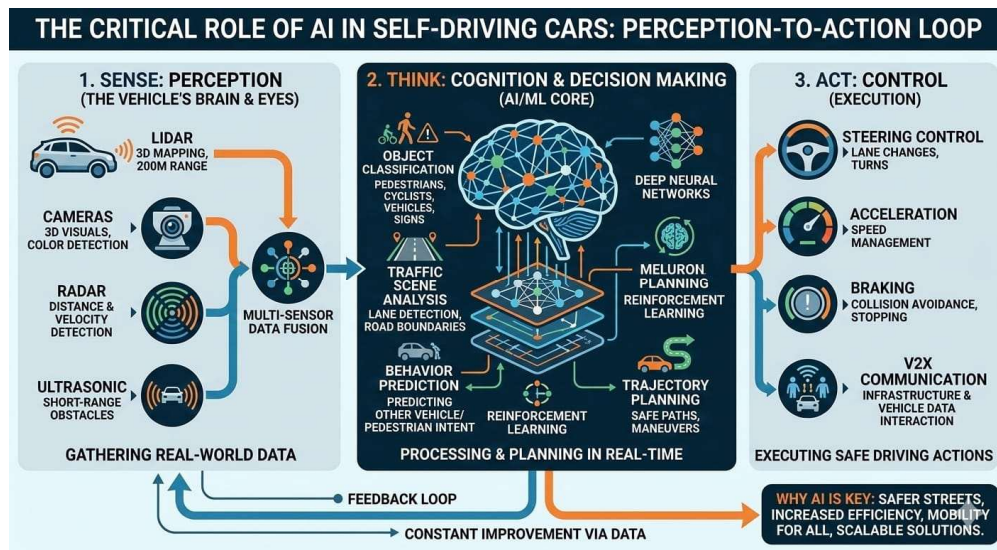 THE CRITICAL ROLE OF AI IN SELF-DRIVING CARS: PERCEPTION-TO-ACTION LOOP
1. SENSE: PERCEPTION
(THE VEHICLE'S BRAIN & EYES)
LIDAR
3D MAPPING,
200M RANGE
CAMERAS
3D VISUALS,
COLOR DETECTION
RADAR
DISTANCE &
VELOCITY
DETECTION
ULTRASONIC
SHORT-RANGE
OBSTACLES
MULTI-SENSOR
DATA FUSION
GATHERING REAL-WORLD DATA
2. THINK: COGNITION & DECISION MAKING
(AI/ML CORE)
OBJECT
CLASSIFICATION
PEDESTRIANS,
CYCLISTS,
VEHICLES,
SIGNS
TRAFFIC
SCENE
ANALYSIS
LANE DETECTION,
ROAD BOUNDARIES
BEHAVIOR
PREDICTION
PREDICTING
OTHER VEHICLE/
PEDESTRIAN INTENT
DEEP NEURAL
NETWORKS
MELURON
PLANNING
REINFORCEMENT
LEARNING
REINFORCEMENT
LEARNING
TRAJECTORY
PLANNING
SAFE PATHS,
MANEUVERS
PROCESSING & PLANNING IN REAL-TIME
3. ACT: CONTROL
(EXECUTION)
STEERING CONTROL
LANE CHANGES,
TURNS
ACCELERATION
SPEED
MANAGEMENT
BRAKING
COLLISION AVOIDANCE,
STOPPING
V2X
COMMUNICATION
INFRASTRUCTURE &
VEHICLE DATA
INTERACTION
EXECUTING SAFE DRIVING ACTIONS
FEEDBACK LOOP
CONSTANT IMPROVEMENT VIA DATA
WHY AI IS KEY: SAFER STREETS,
INCREASED EFFICIENCY, MOBILITY
FOR ALL, SCALABLE SOLUTIONS.